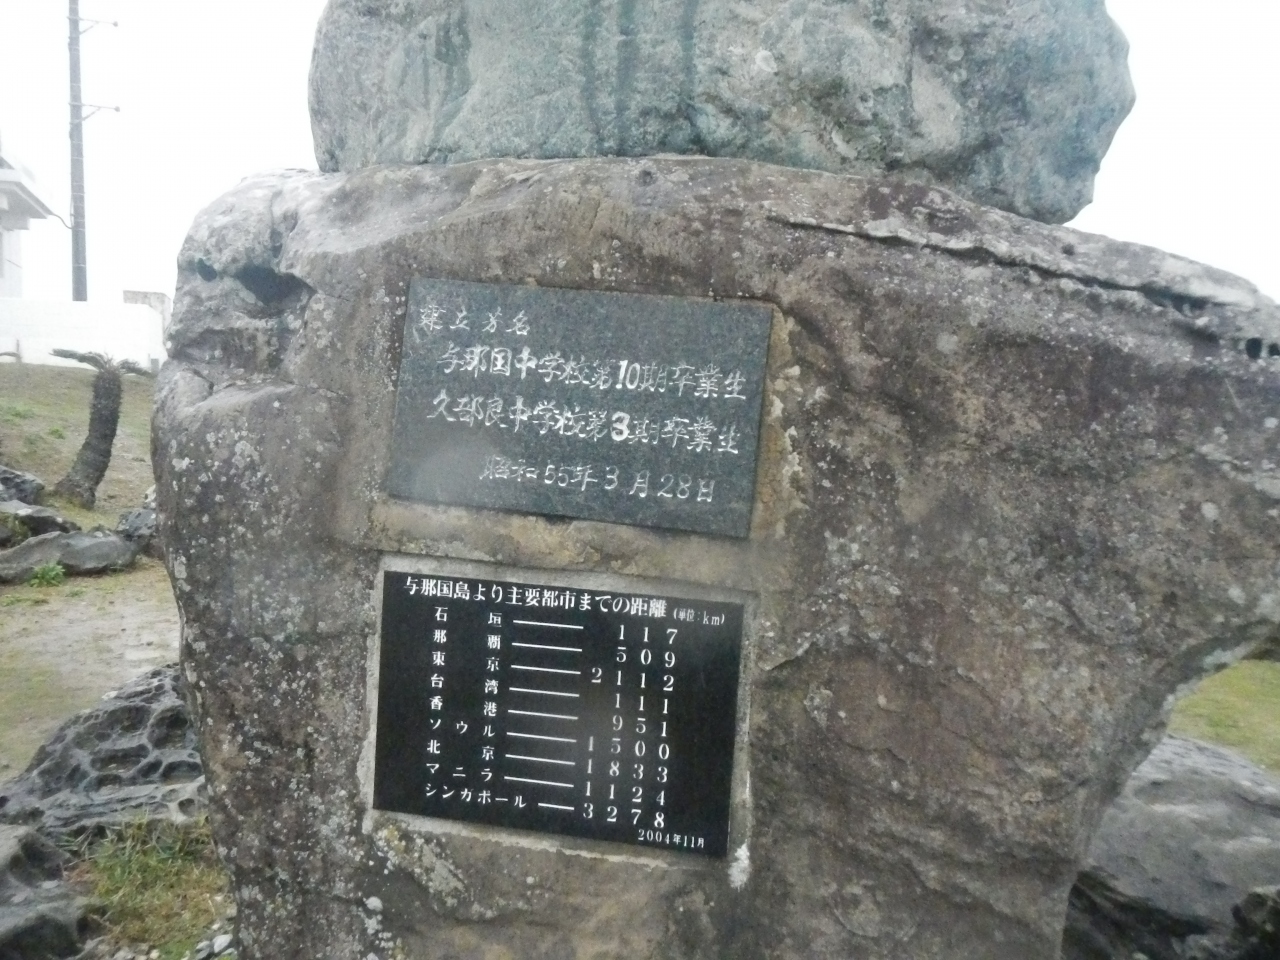 建立芳名
与那国中学校第10期卒業生
久部良中学校第3期卒業生
昭和55年3月28日
与那国島より主要都市までの距離(単位:km)
石垣 ─── 117
那覇 ─── 509
東京 ─── 2112
台湾 ─── 111
香港 ─── 951
ソウル ─── 1500
北京 ─── 1833
マニラ ─── 1124
シンガポール ─── 3278
2004年11月